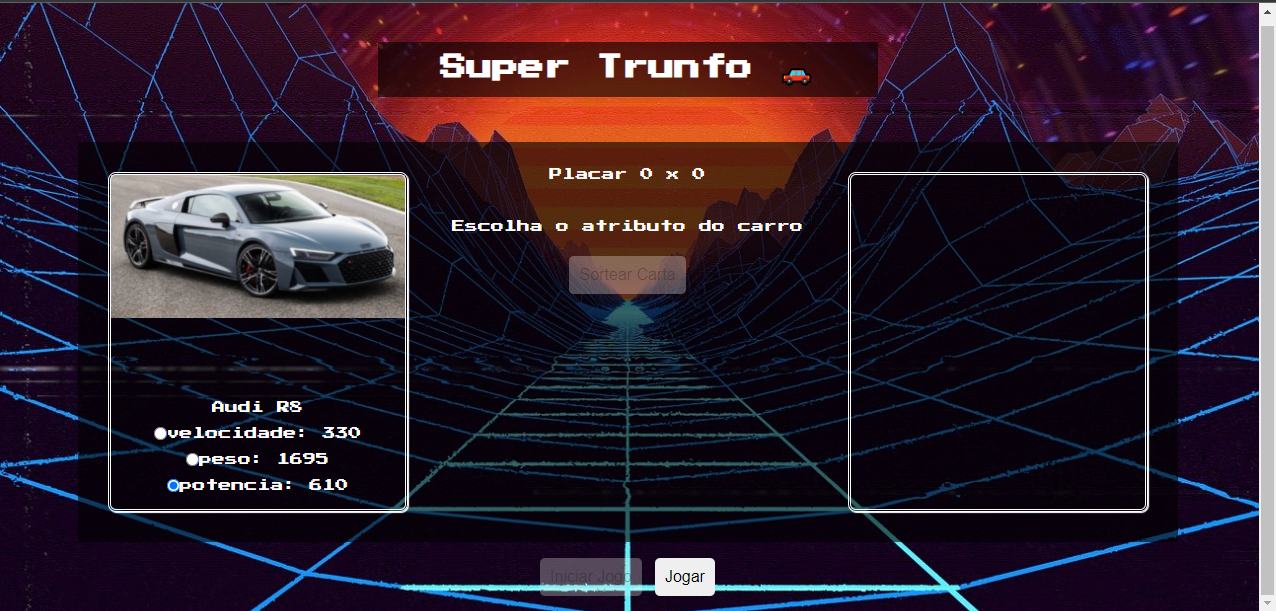 Super Trunfo
Placar 0 x 0
Escolha o atributo do carro
Sortear Carta
Audi R8
velocidade: 330
peso: 1695
potencia: 610
Iniciar Jogo
Jogar